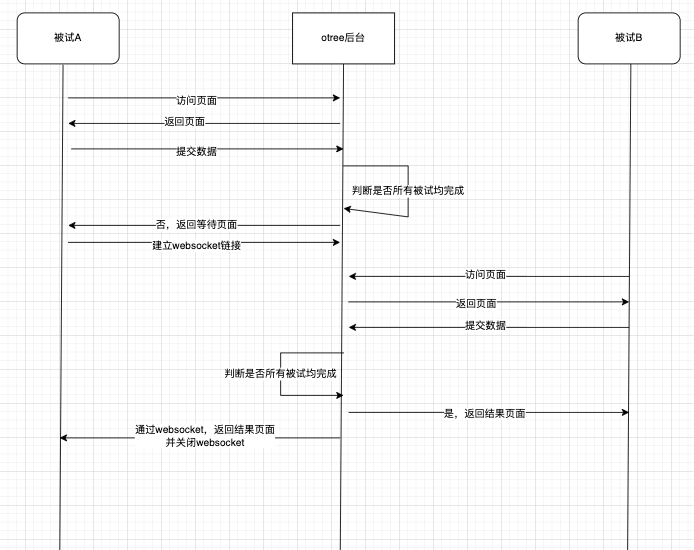 被试A
otree后台
被试B
访问页面
返回页面
提交数据
判断是否所有被试均完成
否，返回等待页面
建立websocket链接
访问页面
返回页面
提交数据
判断是否所有被试均完成
是，返回结果页面
通过websocket，返回结果页面
并关闭websocket